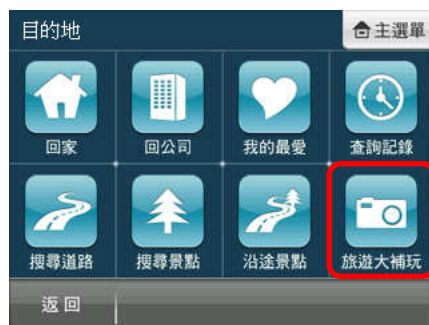 目的地 主選單
回家 回公司 我的最愛 查詢記錄
搜尋道路 搜尋景點 沿途景點 旅遊大補玩
返回